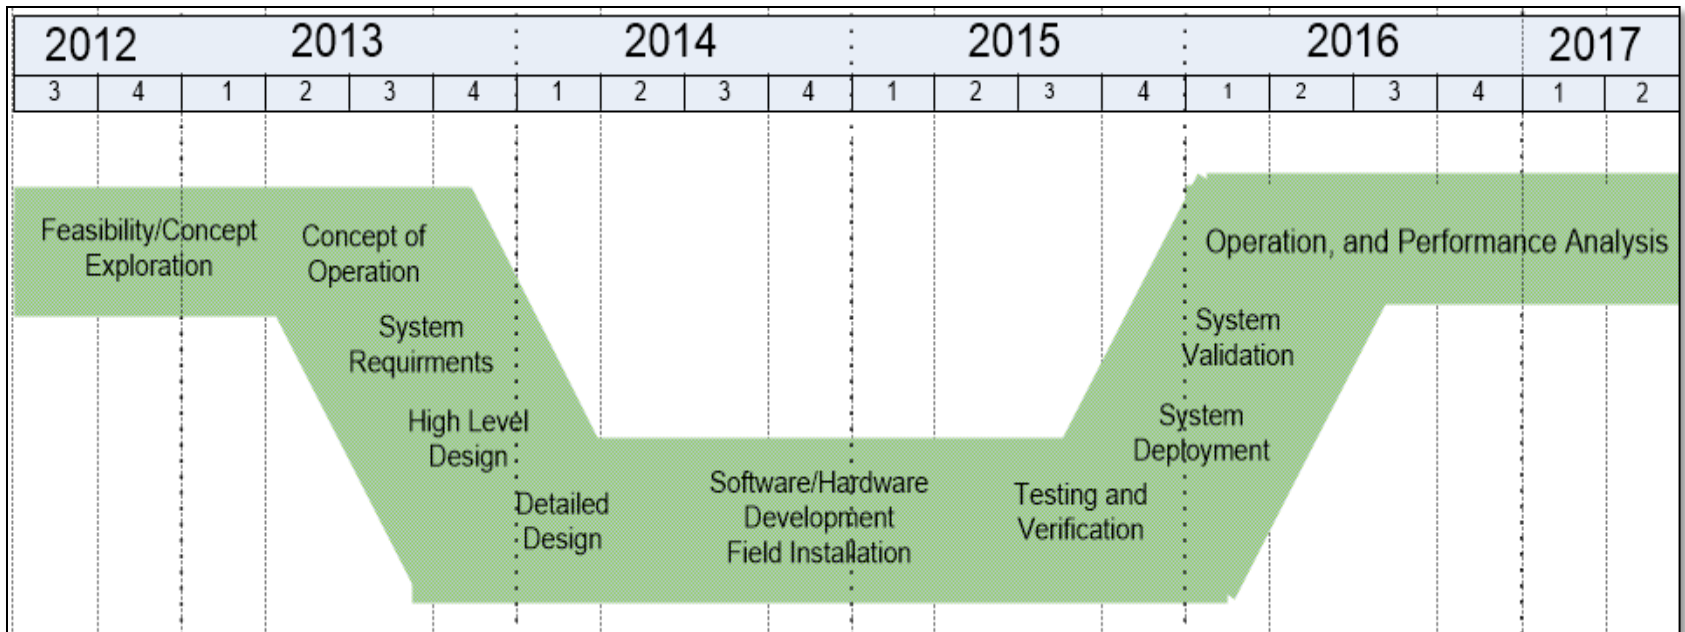 2012 2013 2014 2015 2016 2017
3 4 1 2 3 4 1 2 3 4 1 2 3 4 1 2 3 4 1 2
Feasibility/Concept
Exploration
Concept of
Operation
System
Requirments
High Level
Design
Detailed
Design
Software/Hardware
Development
Field Installation
Testing and
Verification
System
Deployment
System
Validation
Operation, and Performance Analysis